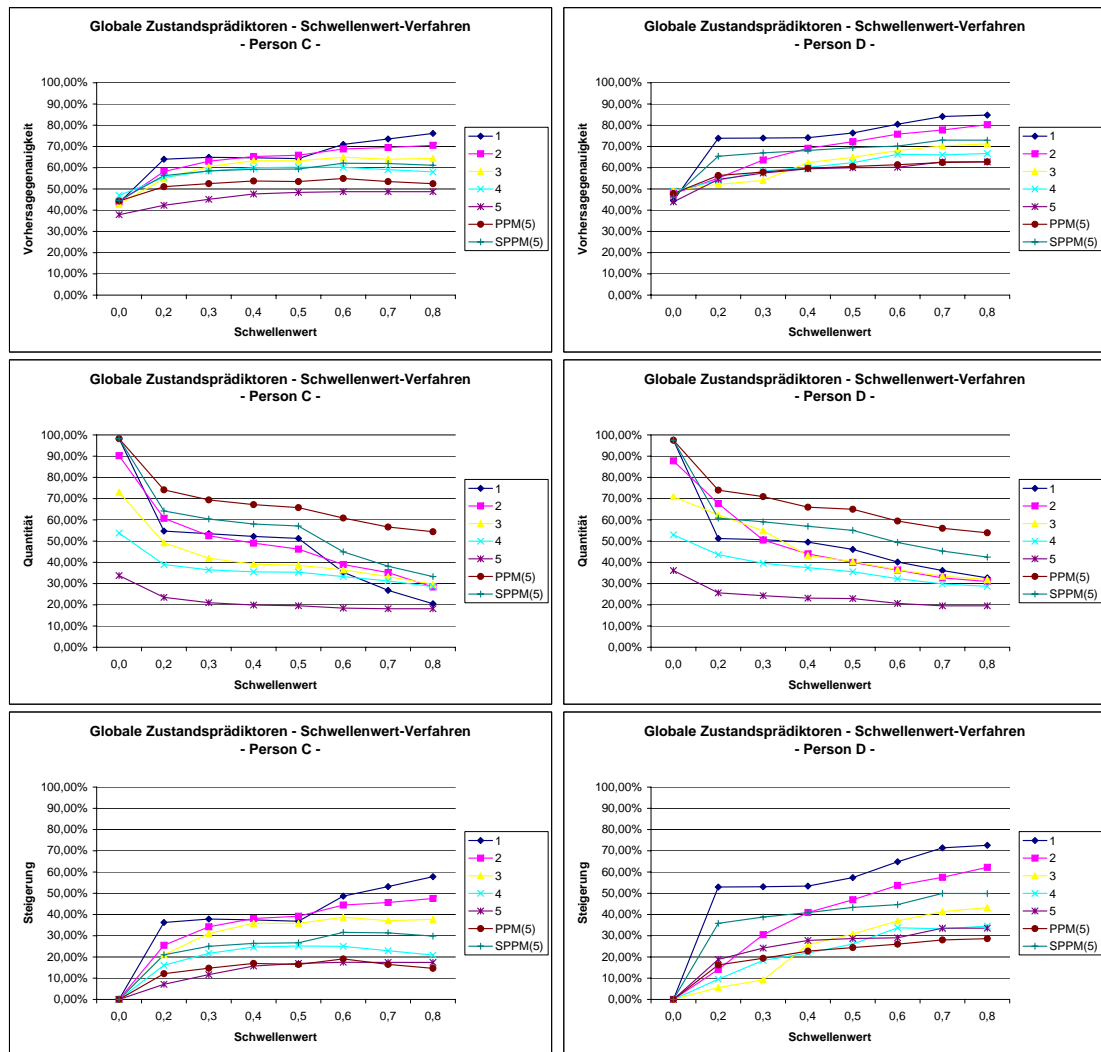 Globale Zustandsprädiktoren - Schwellenwert-Verfahren
- Person C -
100,00%
90,00%
80,00%
70,00%
60,00%
50,00%
40,00%
30,00%
20,00%
10,00%
0,00%
Vorhersagegenauigkeit
0,0 0,2 0,3 0,4 0,5 0,6 0,7 0,8
Schwellenwert
1
2
3
4
5
PPM(5)
SPPM(5)
Globale Zustandsprädiktoren - Schwellenwert-Verfahren
- Person D -
100,00%
90,00%
80,00%
70,00%
60,00%
50,00%
40,00%
30,00%
20,00%
10,00%
0,00%
Vorhersagegenauigkeit
0,0 0,2 0,3 0,4 0,5 0,6 0,7 0,8
Schwellenwert
1
2
3
4
5
PPM(5)
SPPM(5)
Globale Zustandsprädiktoren - Schwellenwert-Verfahren
- Person C -
100,00%
90,00%
80,00%
70,00%
60,00%
50,00%
40,00%
30,00%
20,00%
10,00%
0,00%
Quantität
0,0 0,2 0,3 0,4 0,5 0,6 0,7 0,8
Schwellenwert
1
2
3
4
5
PPM(5)
SPPM(5)
Globale Zustandsprädiktoren - Schwellenwert-Verfahren
- Person D -
100,00%
90,00%
80,00%
70,00%
60,00%
50,00%
40,00%
30,00%
20,00%
10,00%
0,00%
Quantität
0,0 0,2 0,3 0,4 0,5 0,6 0,7 0,8
Schwellenwert
1
2
3
4
5
PPM(5)
SPPM(5)
Globale Zustandsprädiktoren - Schwellenwert-Verfahren
- Person C -
100,00%
90,00%
80,00%
70,00%
60,00%
50,00%
40,00%
30,00%
20,00%
10,00%
0,00%
Steigerung
0,0 0,2 0,3 0,4 0,5 0,6 0,7 0,8
Schwellenwert
1
2
3
4
5
PPM(5)
SPPM(5)
Globale Zustandsprädiktoren - Schwellenwert-Verfahren
- Person D -
100,00%
90,00%
80,00%
70,00%
60,00%
50,00%
40,00%
30,00%
20,00%
10,00%
0,00%
Steigerung
0,0 0,2 0,3 0,4 0,5 0,6 0,7 0,8
Schwellenwert
1
2
3
4
5
PPM(5)
SPPM(5)